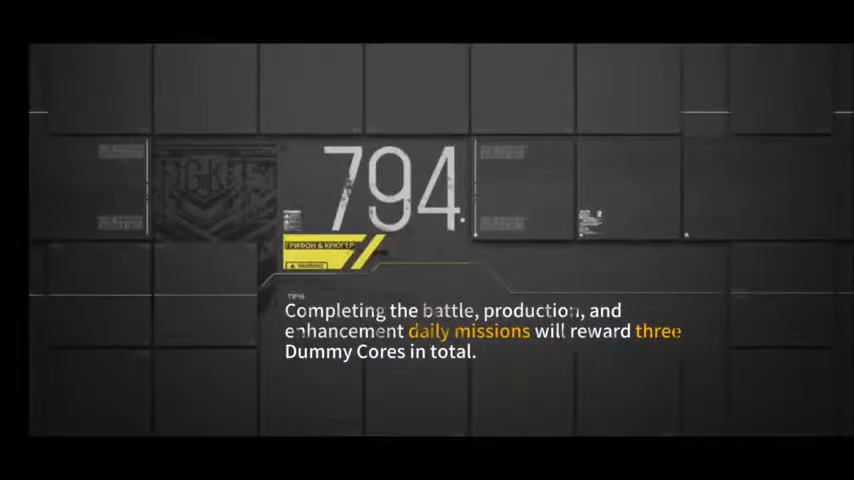 794.
ГРИФОН & КРЮГЕР
WARNING
TIPS
Completing the battle, production, and
enhancement daily missions will reward three
Dummy Cores in total.